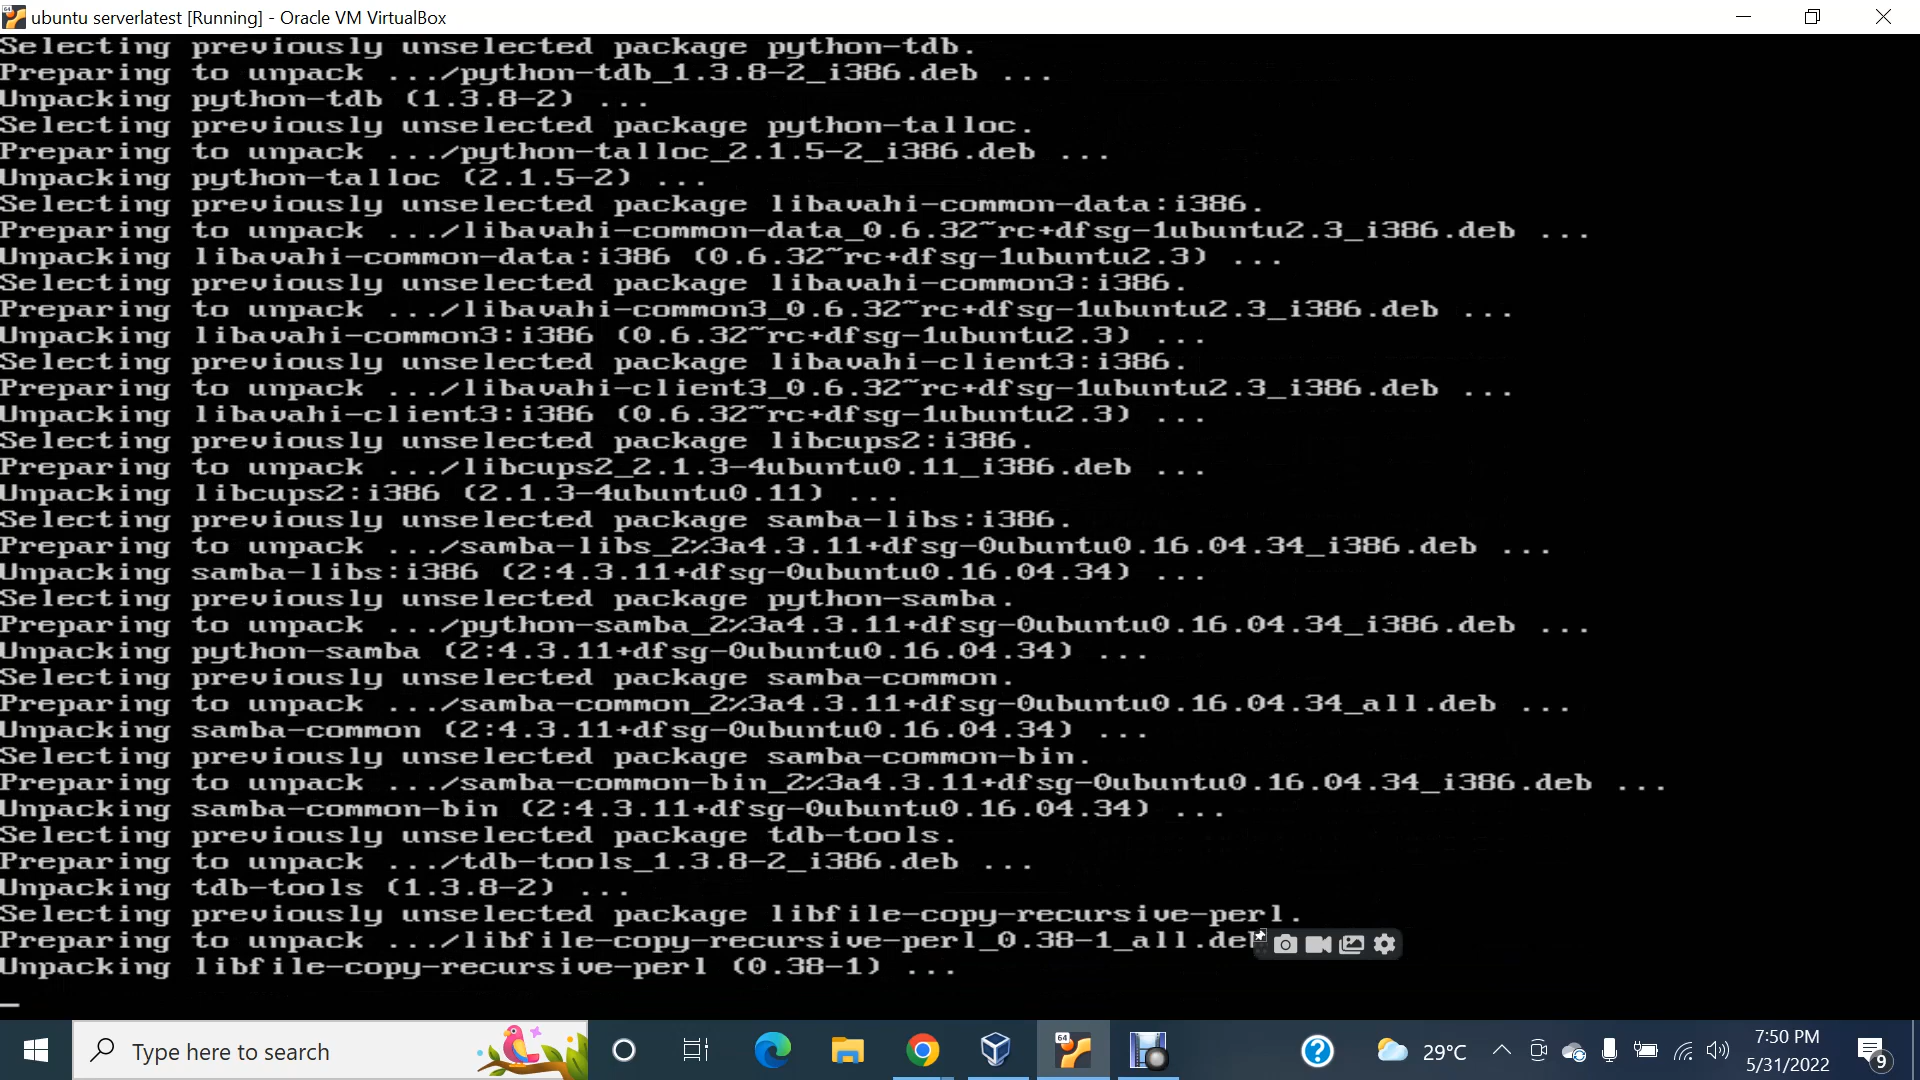 ubuntu serverlatest [Running] - Oracle VM VirtualBox
Selecting previously unselected package python-tdb.
Preparing to unpack .../python-tdb_1.3.8-2_i386.deb ...
Unpacking python-tdb (1.3.8-2) ...
Selecting previously unselected package python-talloc.
Preparing to unpack .../python-talloc_2.1.5-2_i386.deb ...
Unpacking python-talloc (2.1.5-2) ...
Selecting previously unselected package libavahi-common-data:i386.
Preparing to unpack .../libavahi-common-data_0.6.32~rc+dfsg-1ubuntu2.3_i386.deb ...
Unpacking libavahi-common-data:i386 (0.6.32~rc+dfsg-1ubuntu2.3) ...
Selecting previously unselected package libavahi-common3:i386.
Preparing to unpack .../libavahi-common3_0.6.32~rc+dfsg-1ubuntu2.3_i386.deb ...
Unpacking libavahi-common3:i386 (0.6.32~rc+dfsg-1ubuntu2.3) ...
Selecting previously unselected package libavahi-client3:i386.
Preparing to unpack .../libavahi-client3_0.6.32~rc+dfsg-1ubuntu2.3_i386.deb ...
Unpacking libavahi-client3:i386 (0.6.32~rc+dfsg-1ubuntu2.3) ...
Selecting previously unselected package libcups2:i386.
Preparing to unpack .../libcups2_2.1.3-4ubuntu0.11_i386.deb ...
Unpacking libcups2:i386 (2.1.3-4ubuntu0.11) ...
Selecting previously unselected package samba-libs:i386.
Preparing to unpack .../samba-libs_2%3a4.3.11+dfsg-0ubuntu0.16.04.34_i386.deb ...
Unpacking samba-libs:i386 (2:4.3.11+dfsg-0ubuntu0.16.04.34) ...
Selecting previously unselected package python-samba.
Preparing to unpack .../python-samba_2%3a4.3.11+dfsg-0ubuntu0.16.04.34_i386.deb ...
Unpacking python-samba (2:4.3.11+dfsg-0ubuntu0.16.04.34) ...
Selecting previously unselected package samba-common.
Preparing to unpack .../samba-common_2%3a4.3.11+dfsg-0ubuntu0.16.04.34_all.deb ...
Unpacking samba-common (2:4.3.11+dfsg-0ubuntu0.16.04.34) ...
Selecting previously unselected package samba-common-bin.
Preparing to unpack .../samba-common-bin_2%3a4.3.11+dfsg-0ubuntu0.16.04.34_i386.deb ...
Unpacking samba-common-bin (2:4.3.11+dfsg-0ubuntu0.16.04.34) ...
Selecting previously unselected package tdb-tools.
Preparing to unpack .../tdb-tools_1.3.8-2_i386.deb ...
Unpacking tdb-tools (1.3.8-2) ...
Selecting previously unselected package libfile-copy-recursive-perl.
Preparing to unpack .../libfile-copy-recursive-perl_0.38-1_all.deb
Unpacking libfile-copy-recursive-perl (0.38-1) ...
Type here to search
64
29°C
7:50 PM
5/31/2022
9